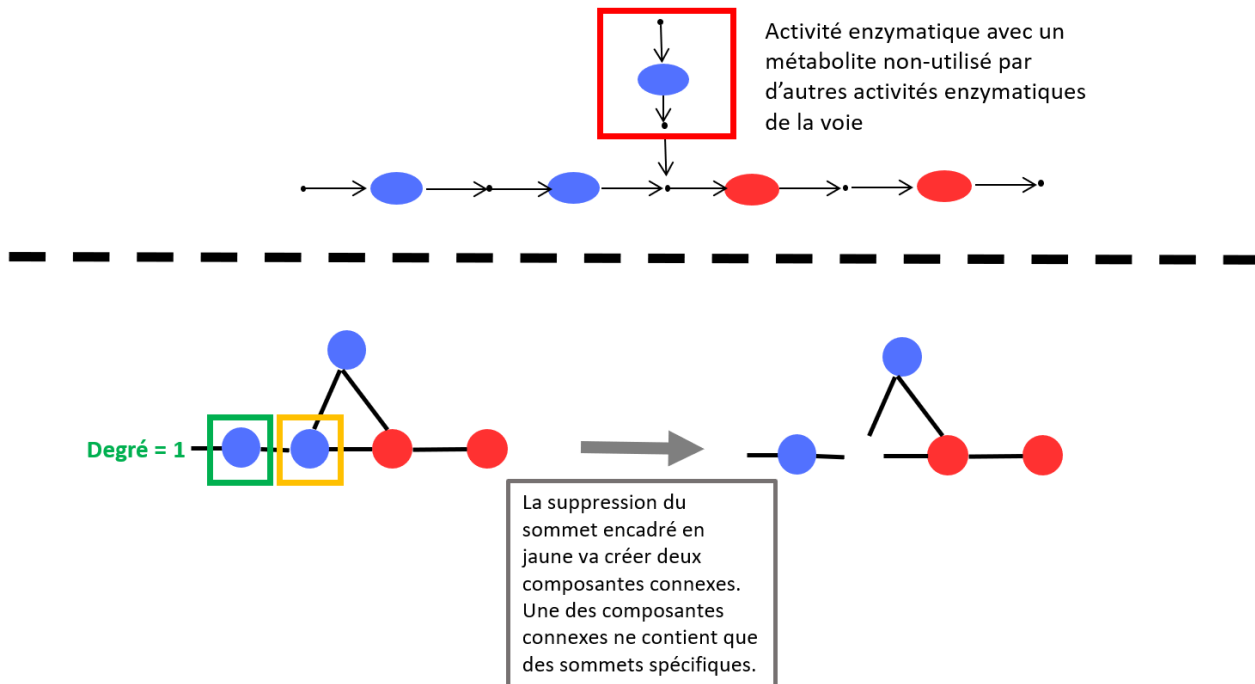 Activité enzymatique avec un
métabolite non-utilisé par
d'autres activités enzymatiques
de la voie
Degré = 1
La suppression du
sommet encadré en
jaune va créer deux
composantes connexes.
Une des composantes
connexes ne contient que
des sommets spécifiques.